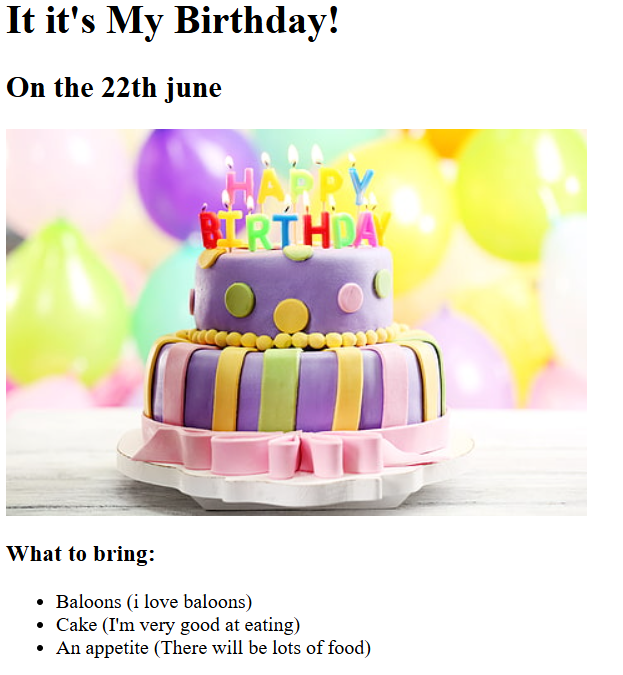 It it's My Birthday!
On the 22th june
HAPPY
BIRTHDAY
What to bring:
Baloons (i love baloons)
Cake (I'm very good at eating)
An appetite (There will be lots of food)